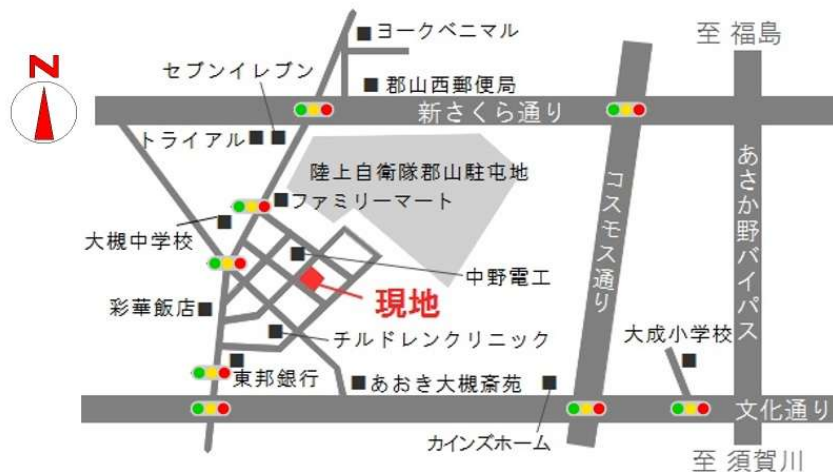 ヨークベニマル
至 福島
セブンイレブン
郡山西郵便局
N
新さくら通り
トライアル
陸上自衛隊郡山駐屯地
ファミリーマート
あさか野バイパス
コスモス通り
大槻中学校
中野電工
現地
彩華飯店
チルドレンクリニック
大成小学校
東邦銀行
あおき大槻斎苑
文化通り
カインズホーム
至 須賀川